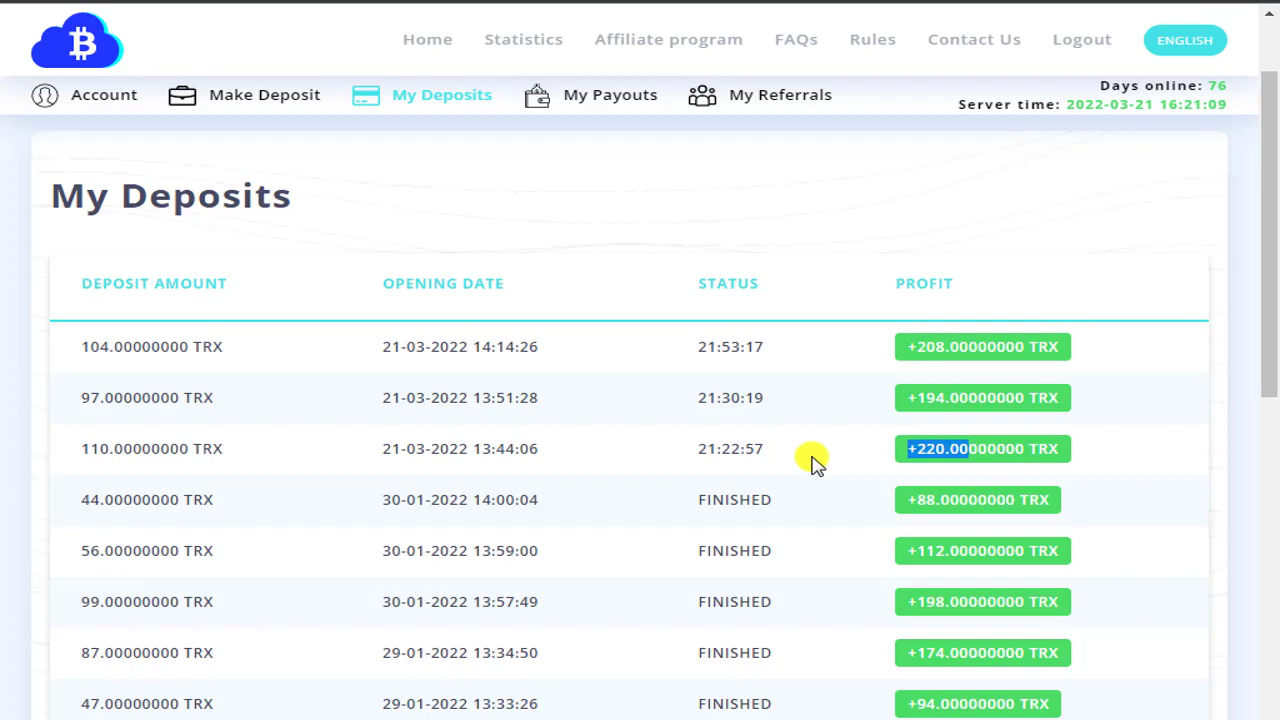 Home Statistics Affiliate program FAQs Rules Contact Us Logout ENGLISH
Account Make Deposit My Deposits My Payouts My Referrals
Days online: 76
Server time: 2022-03-21 16:21:09
My Deposits
DEPOSIT AMOUNT OPENING DATE STATUS PROFIT
104.00000000 TRX 21-03-2022 14:14:26 21:53:17 +208.00000000 TRX
97.00000000 TRX 21-03-2022 13:51:28 21:30:19 +194.00000000 TRX
110.00000000 TRX 21-03-2022 13:44:06 21:22:57 +220.00000000 TRX
44.00000000 TRX 30-01-2022 14:00:04 FINISHED +88.00000000 TRX
56.00000000 TRX 30-01-2022 13:59:00 FINISHED +112.00000000 TRX
99.00000000 TRX 30-01-2022 13:57:49 FINISHED +198.00000000 TRX
87.00000000 TRX 29-01-2022 13:34:50 FINISHED +174.00000000 TRX
47.00000000 TRX 29-01-2022 13:33:26 FINISHED +94.00000000 TRX